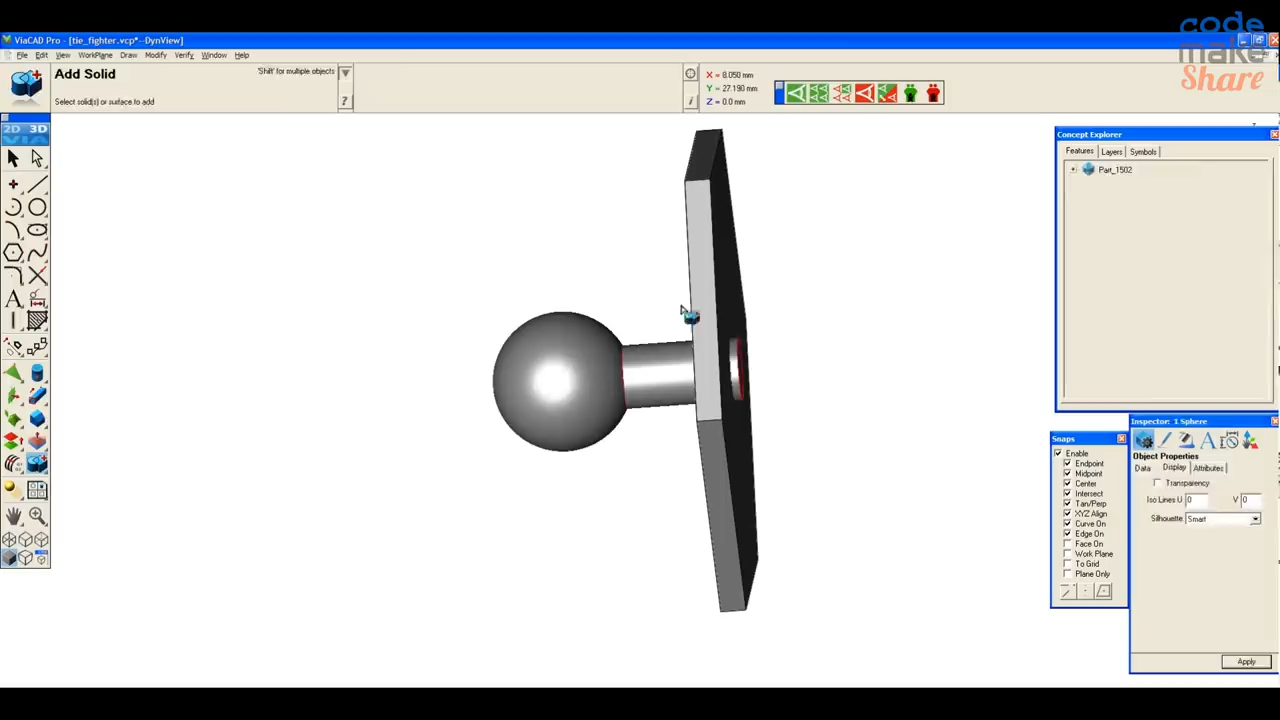 code
make
Share
ViaCAD Pro - [tie_fighter.vcp*--DynView]
File Edit View WorkPlane Draw Modify Verify Window Help
Add Solid
'Shift' for multiple objects
Select solid(s) or surface to add
?
i
X = 8.050 mm
Y = 27.190 mm
Z = 0.0 mm
2D 3D
VIA
A
Concept Explorer
Features Layers Symbols
Part_1502
Snaps
Enable
Endpoint
Midpoint
Center
Intersect
Tan/Perp
XYZ Align
Curve On
Edge On
Face On
Work Plane
To Grid
Plane Only
Inspector: 1 Sphere
A
Object Properties
Data Display Attributes
Transparency
Iso Lines U 0 V 0
Silhouette Smart
Apply